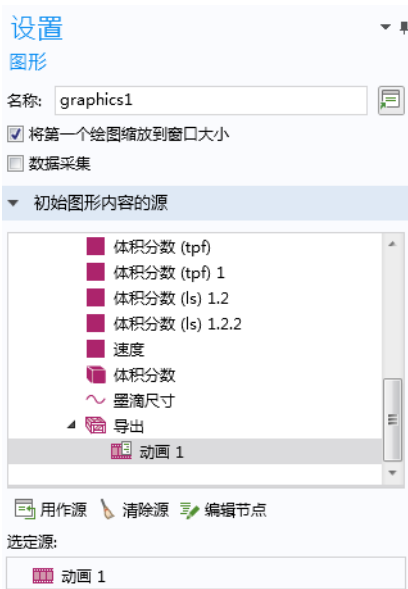 设置
图形
名称: graphics1
将第一个绘图缩放到窗口大小
数据采集
初始图形内容的源
体积分数 (tpf)
体积分数 (tpf) 1
体积分数 (ls) 1.2
体积分数 (ls) 1.2.2
速度
体积分数
墨滴尺寸
导出
动画 1
用作源 清除源 编辑节点
选定源:
动画 1